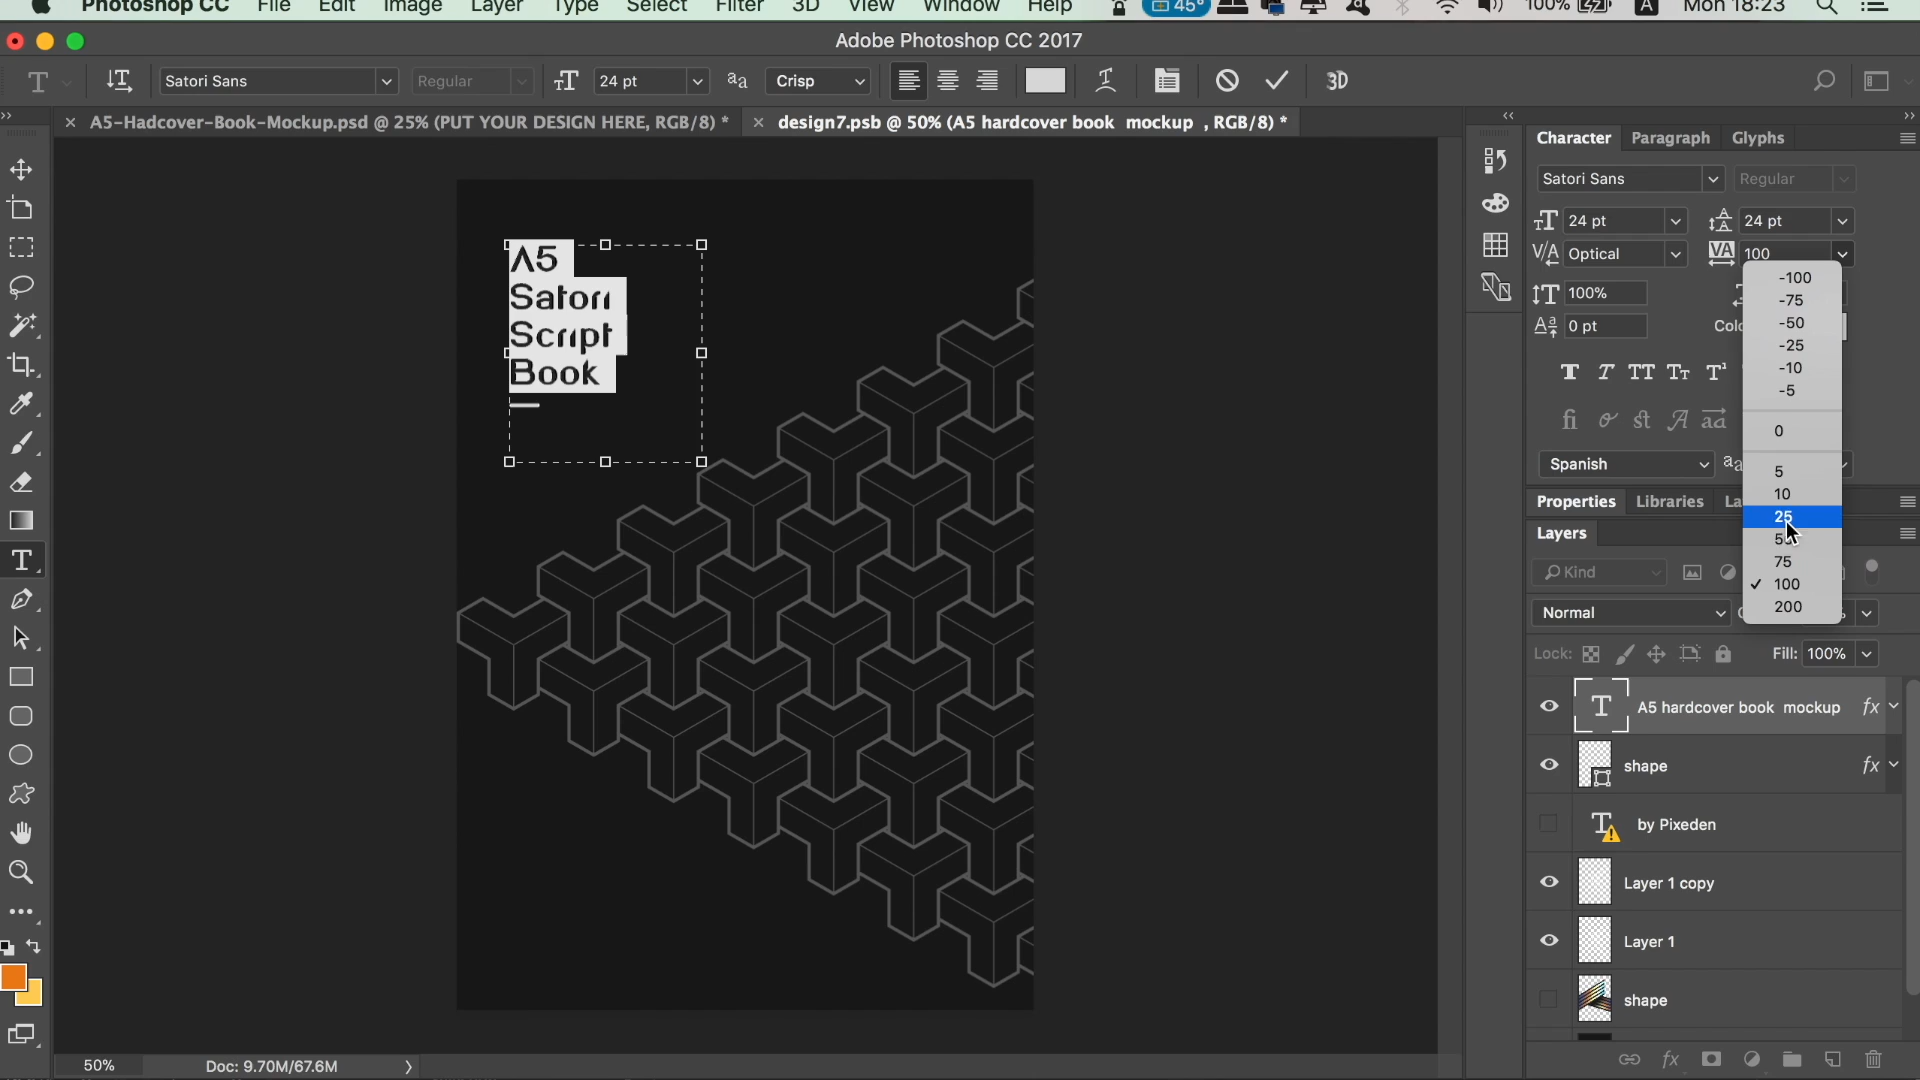 Photoshop CC File Edit Image Layer Type Select Filter 3D View Window Help 45° 100% A Mon 18:23
Adobe Photoshop CC 2017
Satori Sans Regular 24 pt Crisp 3D
A5-Hadcover-Book-Mockup.psd @ 25% (PUT YOUR DESIGN HERE, RGB/8) *
design7.psb @ 50% (A5 hardcover book mockup , RGB/8) *
Character Paragraph Glyphs
Satori Sans Regular
24 pt 24 pt
Optical 100
100%
0 pt
Spanish
-100
-75
-50
-25
-10
-5
0
5
10
25
75
100
200
A5
Satori
Script
Book
Properties Libraries
Layers
Kind
Normal
Lock: Fill: 100%
A5 hardcover book mockup fx
shape fx
by Pixeden
Layer 1 copy
Layer 1
shape
50% Doc: 9.70M/67.6M